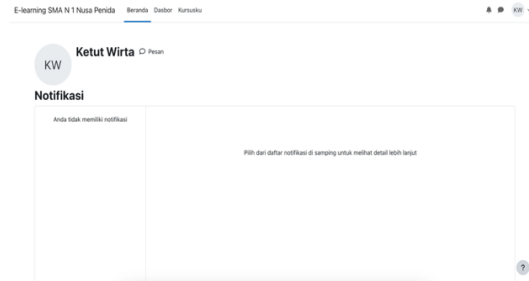 E-learning SMA N 1 Nusa Penida Beranda Dasbor Kursusku KW
KW
Ketut Wirta Pesan
Notifikasi
Anda tidak memiliki notifikasi
Pilih dari daftar notifikasi di samping untuk melihat detail lebih lanjut
?